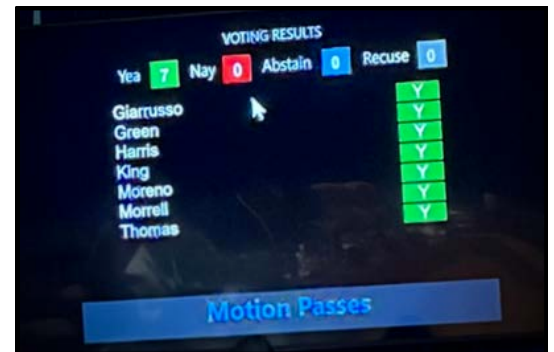 VOTING RESULTS
Yea 7 Nay 0 Abstain 0 Recuse 0
Giarrusso Y
Green Y
Harris Y
King Y
Moreno Y
Morrell Y
Thomas Y
Motion Passes